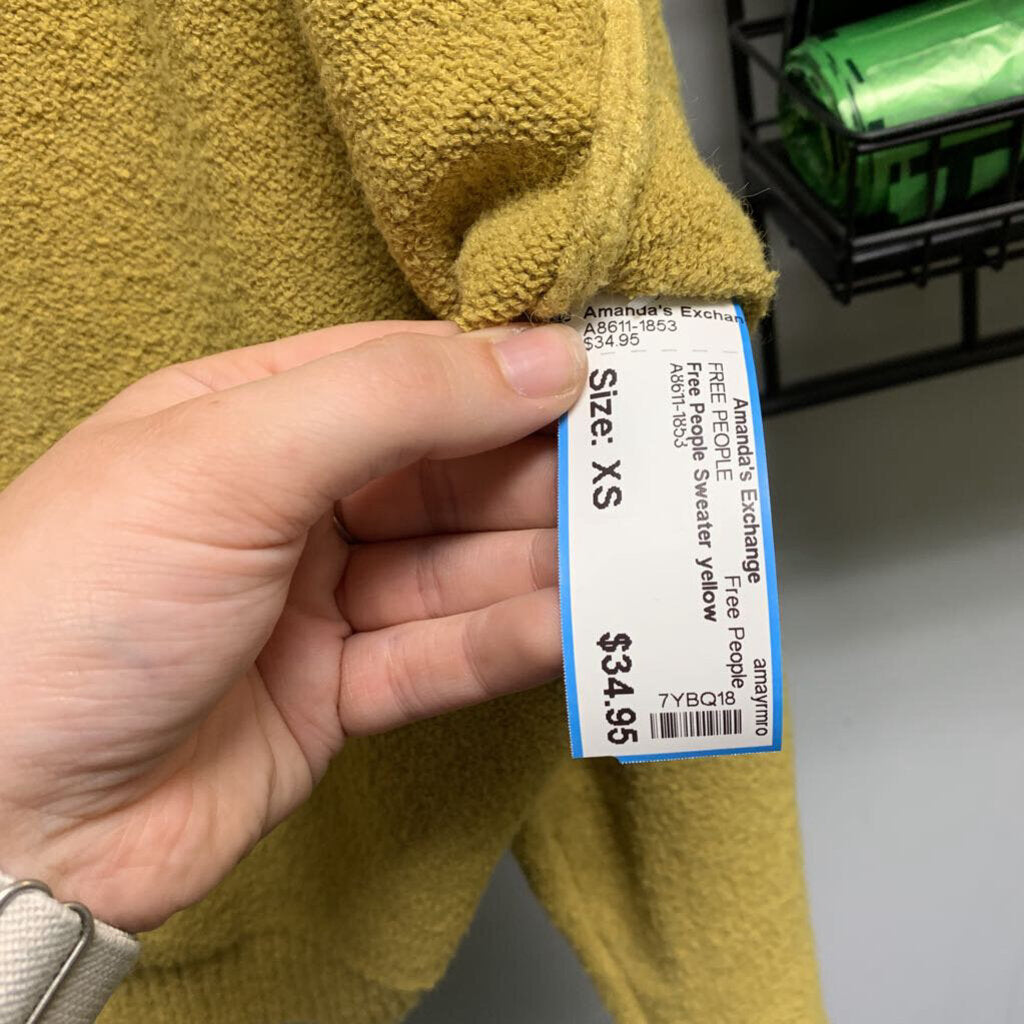 Amanda's Exchan
A8611-1853
$34.95
Amanda's Exchange
amayrmro
FREE PEOPLE
Free People
Free People Sweater yellow
A8611-1853
7YBQ18
Size: XS
$34.95